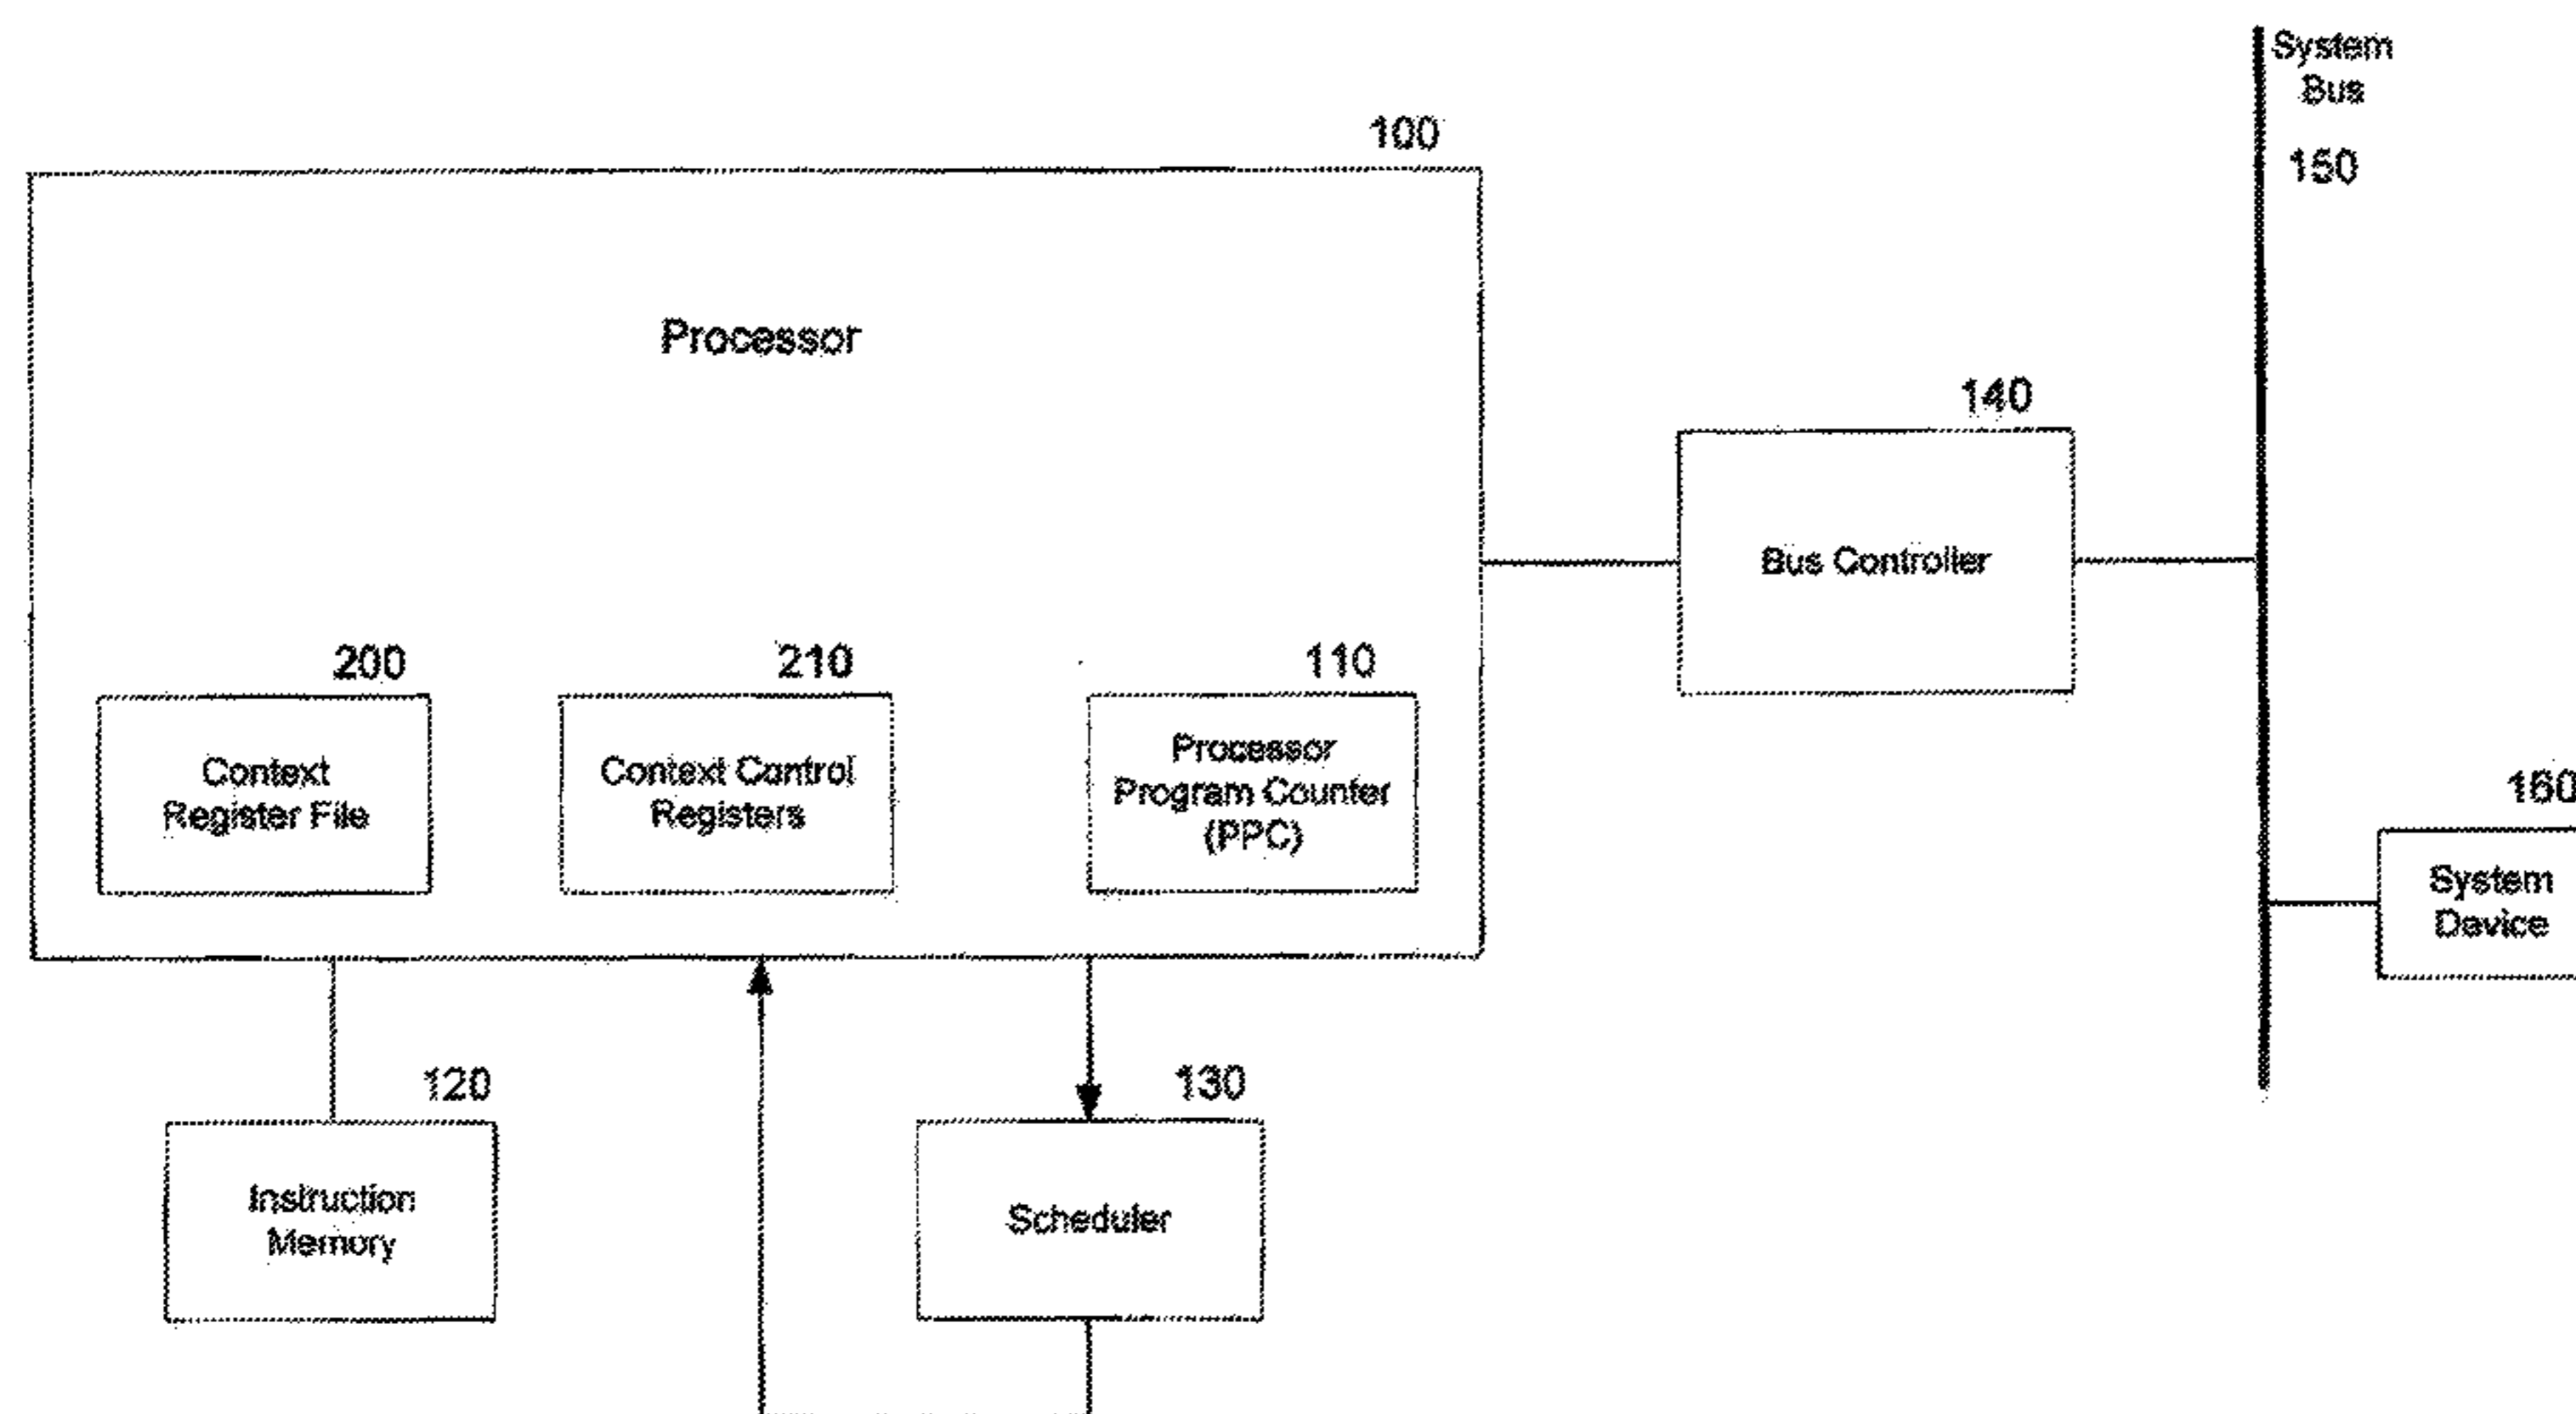 System
Bus
150
100
Processor
140
Bus Controller
200
Context
Register File
210
Context Control
Registers
110
Processor
Program Counter
(PPC)
160
System
Device
120
Instruction
Memory
130
Scheduler